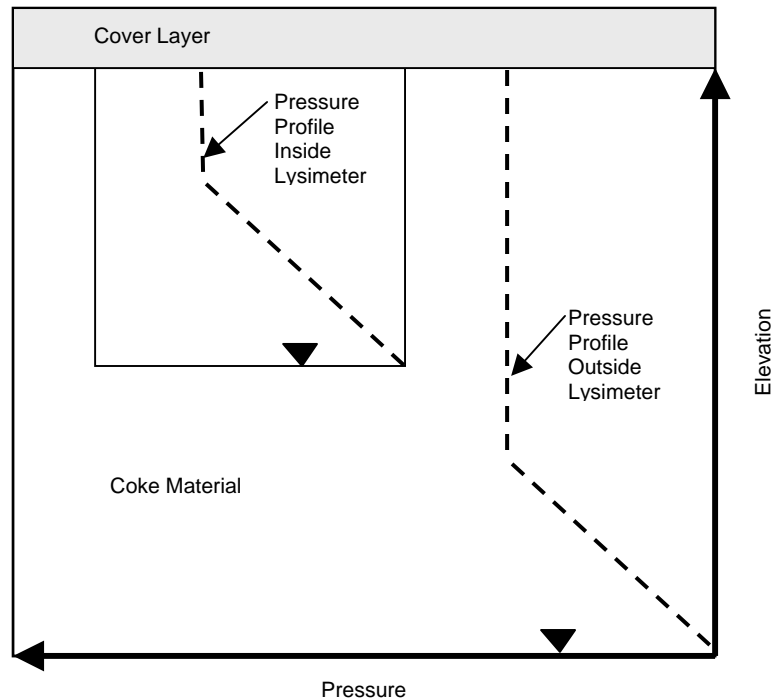 Cover Layer
Pressure
Profile
Inside
Lysimeter
Pressure
Profile
Outside
Lysimeter
Elevation
Coke Material
Pressure